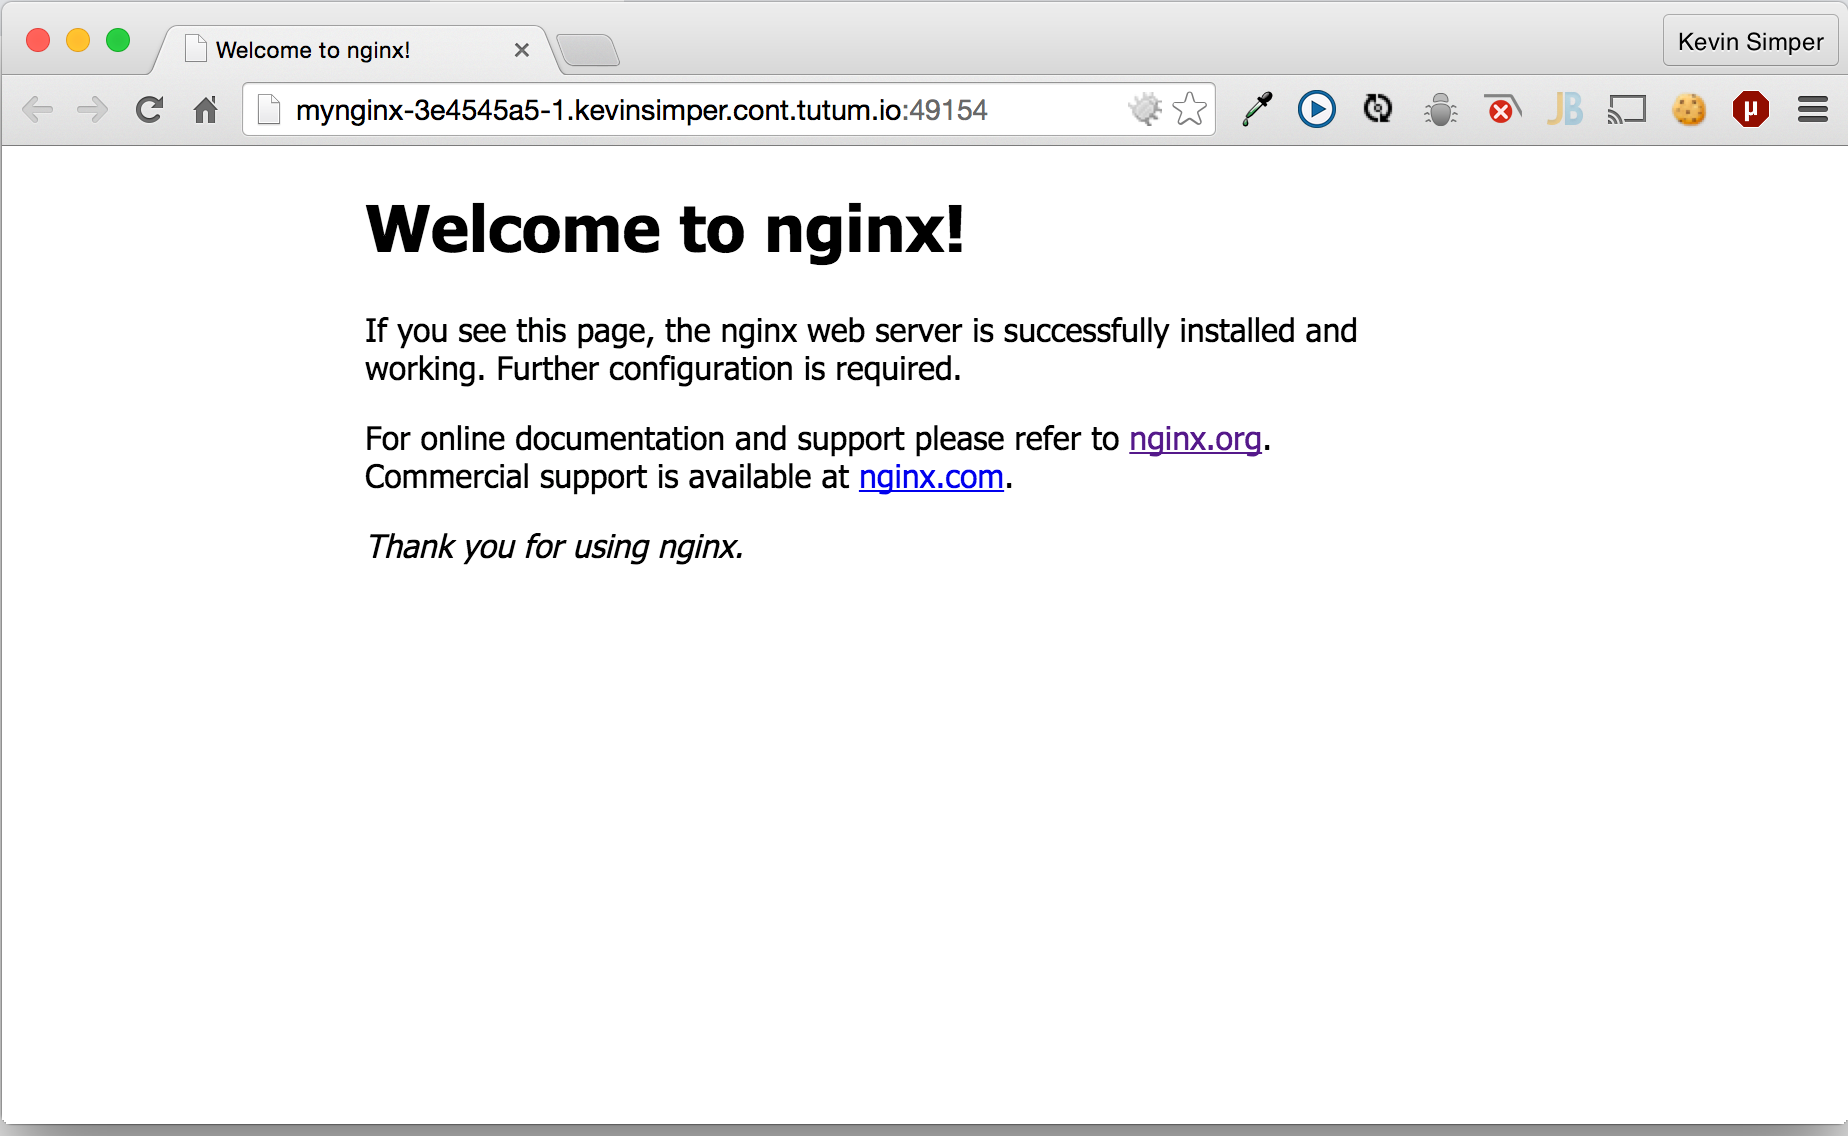 Welcome to nginx!
Kevin Simper
mynginx-3e4545a5-1.kevinsimper.cont.tutum.io:49154
JB
µ
Welcome to nginx!
If you see this page, the nginx web server is successfully installed and
working. Further configuration is required.
For online documentation and support please refer to nginx.org.
Commercial support is available at nginx.com.
Thank you for using nginx.